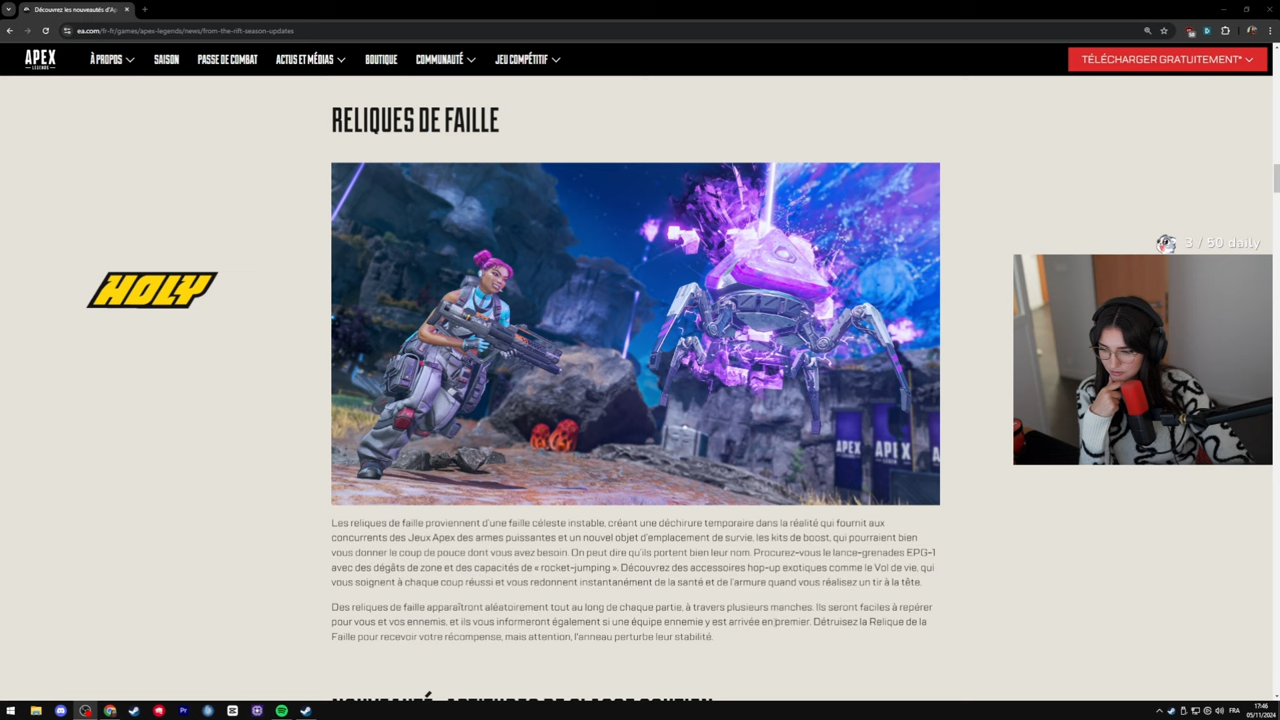 Découvrez les nouveautés d'Ap
ea.com/fr-fr/games/apex-legends/news/from-the-rift-season-updates
APEX
LEGENDS
À PROPOS
SAISON
PASSE DE COMBAT
ACTUS ET MÉDIAS
BOUTIQUE
COMMUNAUTÉ
JEU COMPÉTITIF
TÉLÉCHARGER GRATUITEMENT*
RELIQUES DE FAILLE
HOLY
3 / 50 daily
APEX
APEX
Les reliques de faille proviennent d'une faille céleste instable, créant une déchirure temporaire dans la réalité qui fournit aux
concurrents des Jeux Apex des armes puissantes et un nouvel objet d'emplacement de survie, les kits de boost, qui pourraient bien
vous donner le coup de pouce dont vous avez besoin. On peut dire qu'ils portent bien leur nom. Procurez-vous le lance-grenades EPG-1
avec des dégâts de zone et des capacités de « rocket-jumping ». Découvrez des accessoires hop-up exotiques comme le Vol de vie, qui
vous soignent à chaque coup réussi et vous redonnent instantanément de la santé et de l'armure quand vous réalisez un tir à la tête.
Des reliques de faille apparaîtront aléatoirement tout au long de chaque partie, à travers plusieurs manches. Ils seront faciles à repérer
pour vous et vos ennemis, et ils vous informeront également si une équipe ennemie y est arrivée en premier. Détruisez la Relique de la
Faille pour recevoir votre récompense, mais attention, l'anneau perturbe leur stabilité.
FRA
17:46
05/11/2024